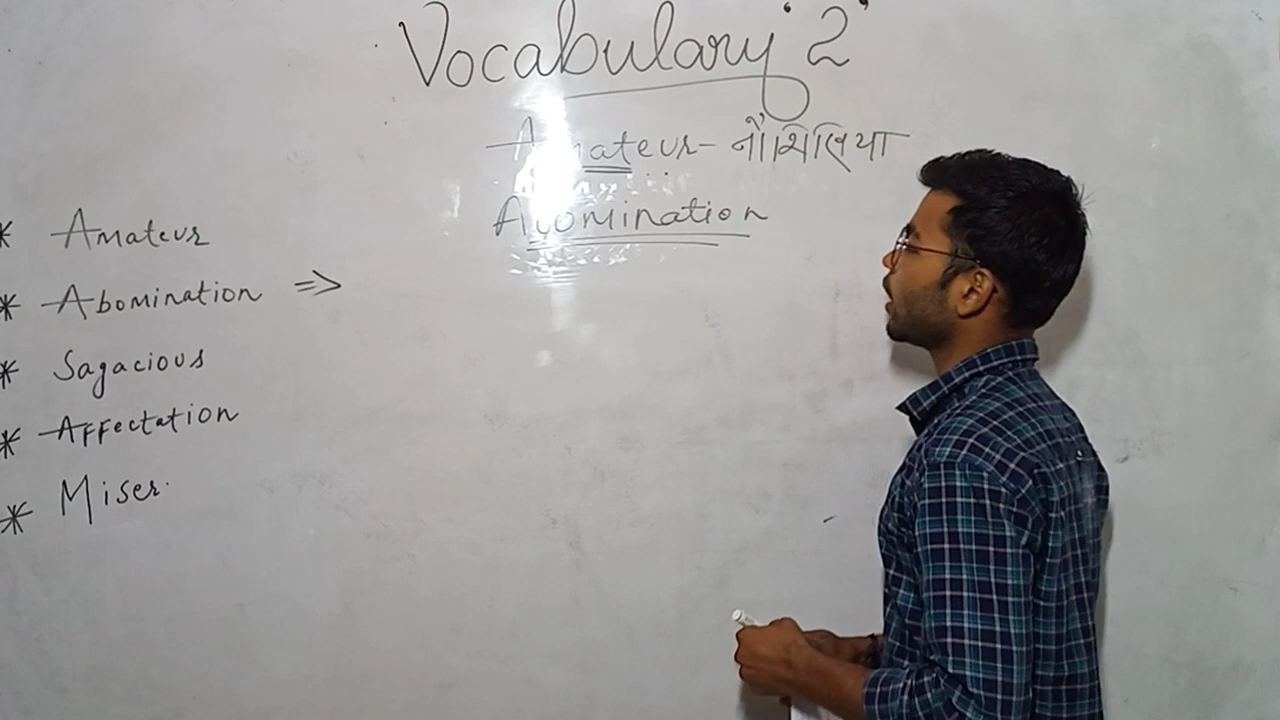 Vocabulary '2'
Amateur - नौशिखिया
Abomination
* Amateur
* Abomination ⇒
* Sagacious
* Affectation
* Miser